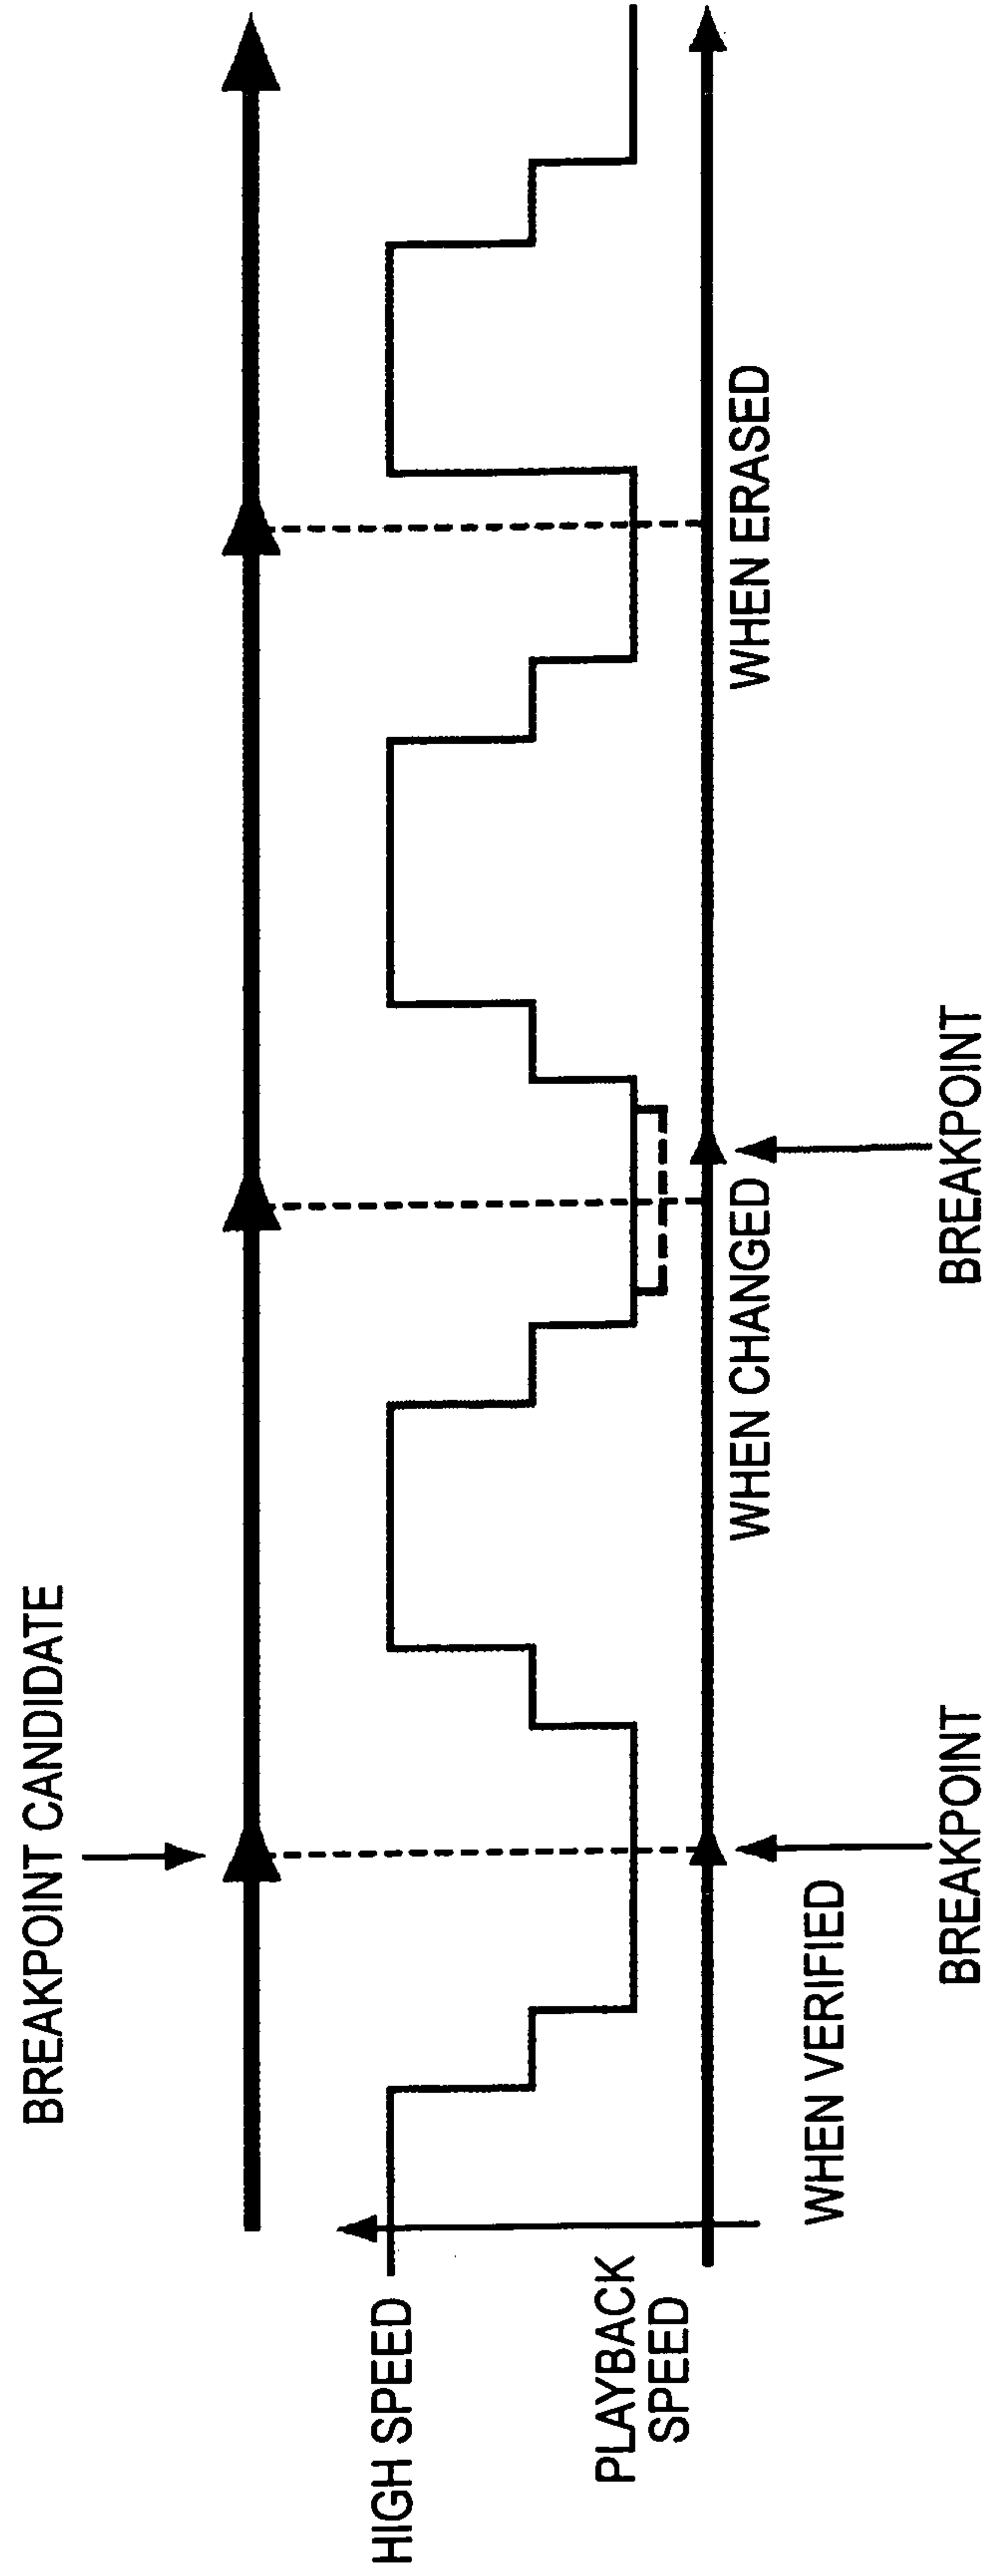 BREAKPOINT CANDIDATE
HIGH SPEED
PLAYBACK
SPEED
WHEN VERIFIED
WHEN CHANGED
WHEN ERASED
BREAKPOINT
BREAKPOINT